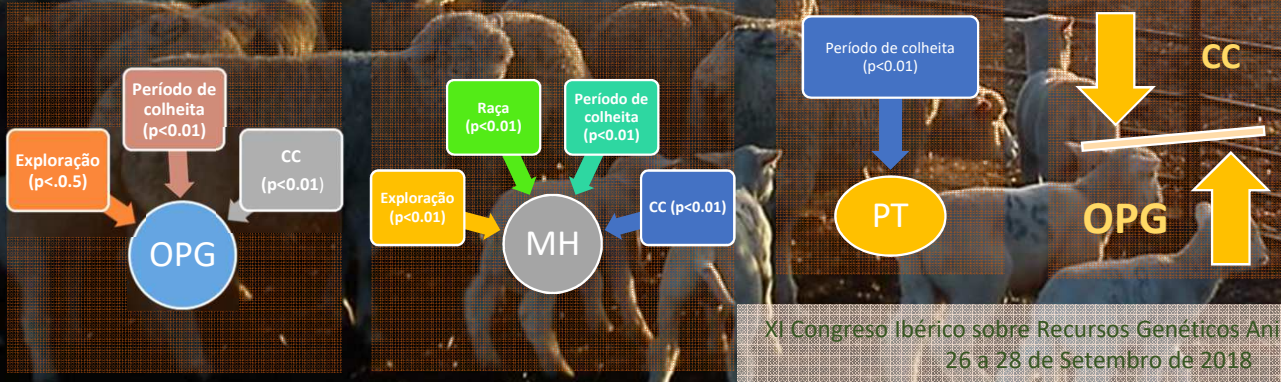 Período de
colheita
(p<0.01)
Exploração
(p<.0.5)
CC
(p<0.01)
OPG
Raça
(p<0.01)
Período de
colheita
(p<0.01)
Exploração
(p<0.01)
CC (p<0.01)
MH
Período de colheita
(p<0.01)
PT
CC
OPG
XI Congreso Ibérico sobre Recursos Genéticos Ani
26 a 28 de Setembro de 2018